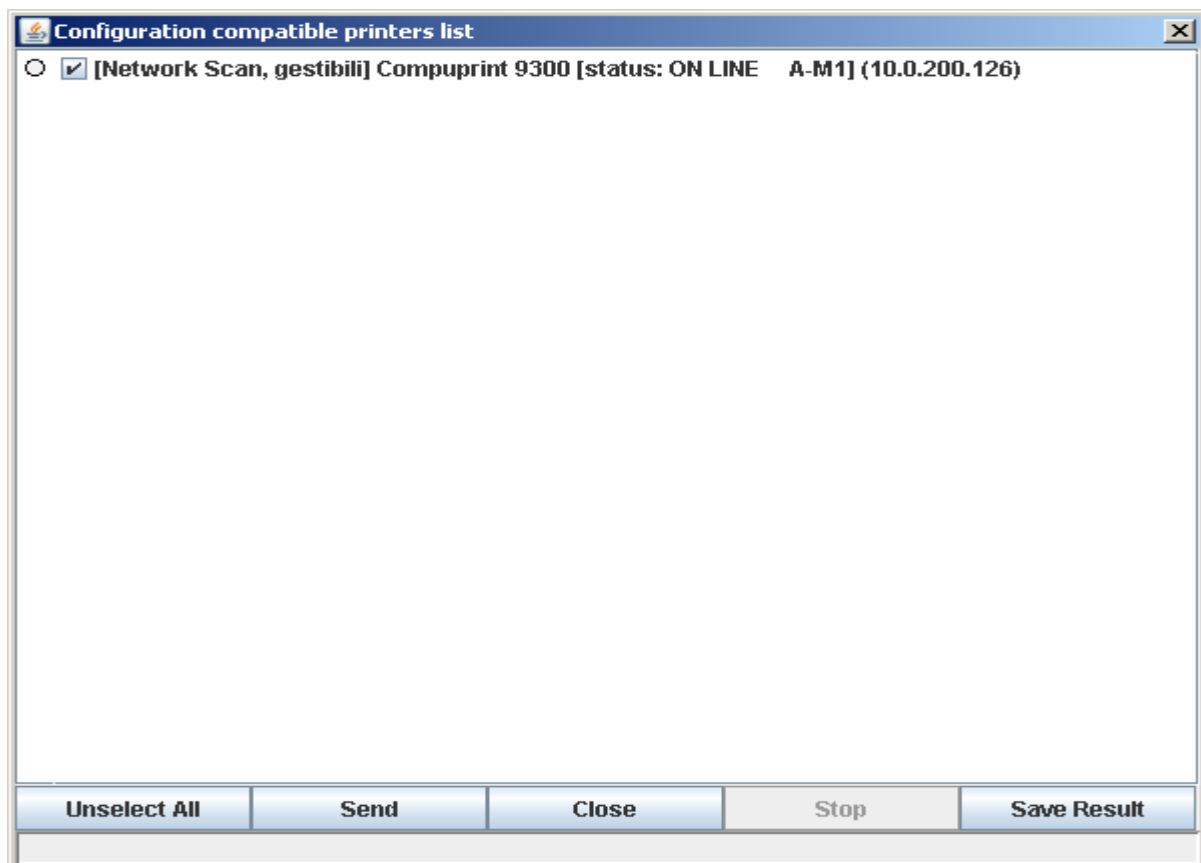 Configuration compatible printers list
[Network Scan, gestibili] Compuprint 9300 [status: ON LINE     A-M1] (10.0.200.126)
Unselect All Send Close Stop Save Result